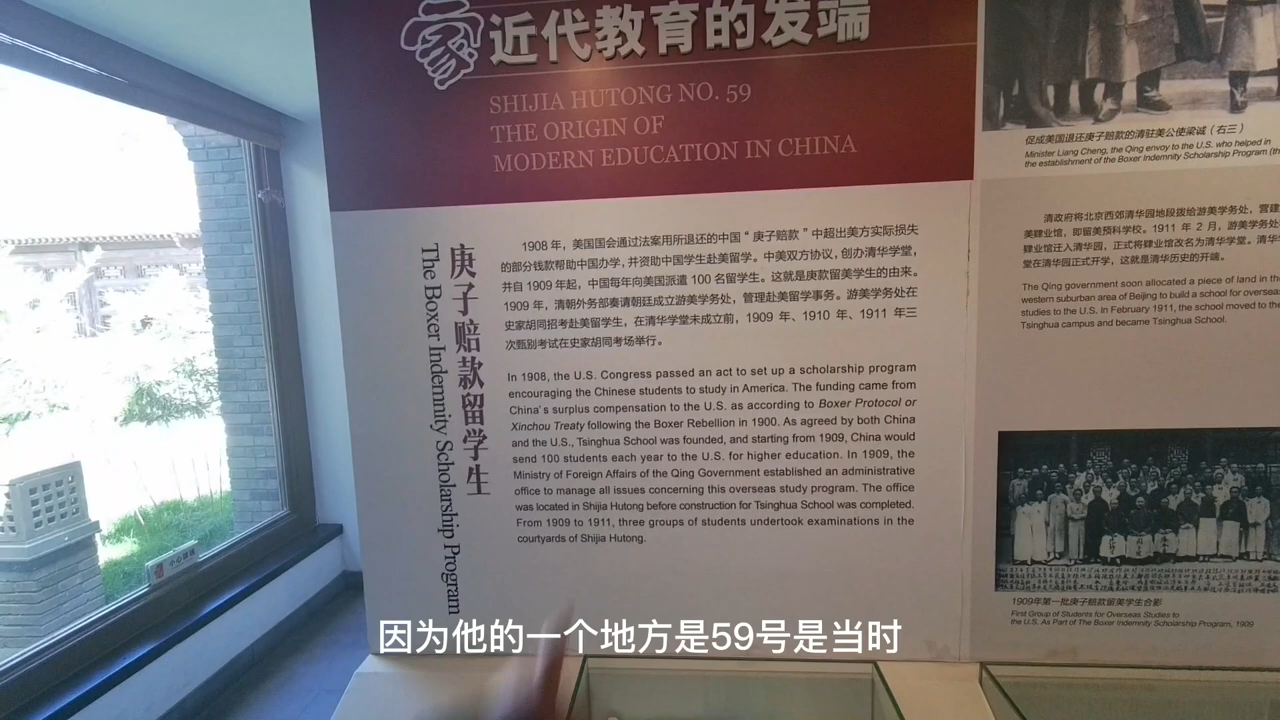 近代教育的发端
SHIJIA HUTONG NO. 59
THE ORIGIN OF
MODERN EDUCATION IN CHINA
庚子赔款留学生
The Boxer Indemnity Scholarship Program
1908 年，美国国会通过法案用所退还的中国“庚子赔款”中超出美方实际损失
的部分钱款帮助中国办学，并资助中国学生赴美留学。中美双方协议，创办清华学堂，
并自 1909 年起，中国每年向美国派遣 100 名留学生。这就是庚款留美学生的由来。
1909 年，清朝外务部奏请朝廷成立游美学务处，管理赴美留学事务。游美学务处在
史家胡同招考赴美留学生，在清华学堂未成立前，1909 年、1910 年、1911 年三
次甄别考试在史家胡同考场举行。
In 1908, the U.S. Congress passed an act to set up a scholarship program
encouraging the Chinese students to study in America. The funding came from
China's surplus compensation to the U.S. as according to Boxer Protocol or
Xinchou Treaty following the Boxer Rebellion in 1900. As agreed by both China
and the U.S., Tsinghua School was founded, and starting from 1909, China would
send 100 students each year to the U.S. for higher education. In 1909, the
Ministry of Foreign Affairs of the Qing Government established an administrative
office to manage all issues concerning this overseas study program. The office
was located in Shijia Hutong before construction for Tsinghua School was completed.
From 1909 to 1911, three groups of students undertook examinations in the
courtyards of Shijia Hutong.
促成美国退还庚子赔款的清驻美公使梁诚（右三）
Minister Liang Cheng, the Qing envoy to the U.S. who helped in
the establishment of the Boxer Indemnity Scholarship Program (th
清政府将北京西郊清华园地段拨给游美学务处，营建
美肄业馆，即留美预科学校。1911 年 2 月，游美学务处
肄业馆迁入清华园，正式将肄业馆改名为清华学堂。清华
堂在清华园正式开学，这就是清华历史的开端。
The Qing government soon allocated a piece of land in the
western suburban area of Beijing to build a school for overseas
studies to the U.S. In February 1911, the school moved to the
Tsinghua campus and became Tsinghua School.
1909年第一批庚子赔款留美学生合影
First Group of Students for Overseas Studies to
the U.S. As Part of The Boxer Indemnity Scholarship Program, 1909
因为他的一个地方是59号是当时